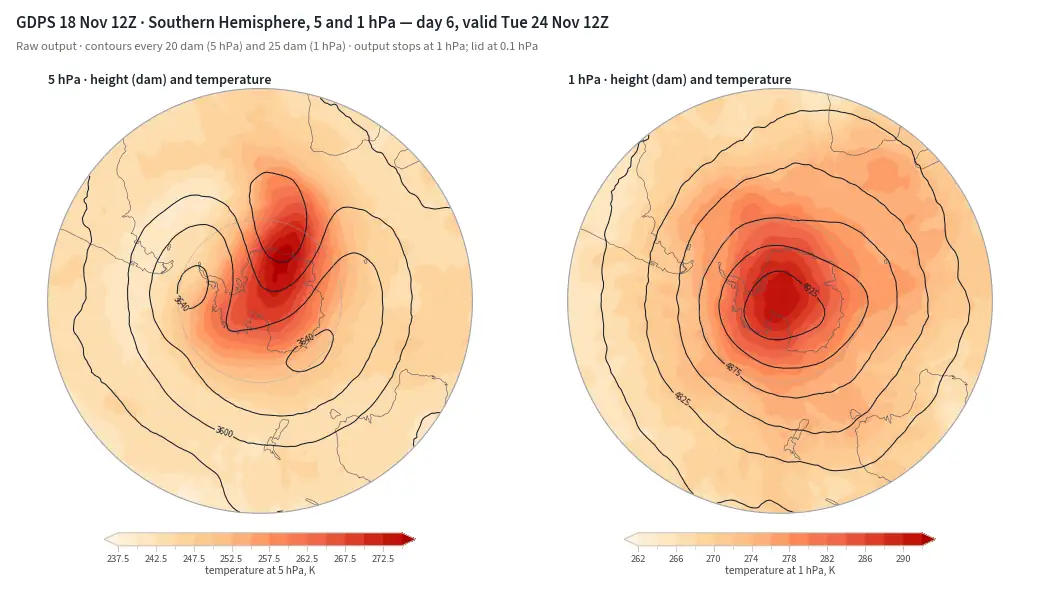 GDPS 18 Nov 12Z · Southern Hemisphere, 5 and 1 hPa — day 6, valid Tue 24 Nov 12Z
Raw output · contours every 20 dam (5 hPa) and 25 dam (1 hPa) · output stops at 1 hPa; lid at 0.1 hPa
5 hPa · height (dam) and temperature
3640
3640
3600
237.5 242.5 247.5 252.5 257.5 262.5 267.5 272.5
temperature at 5 hPa, K
1 hPa · height (dam) and temperature
4925
4875
4825
262 266 270 274 278 282 286 290
temperature at 1 hPa, K